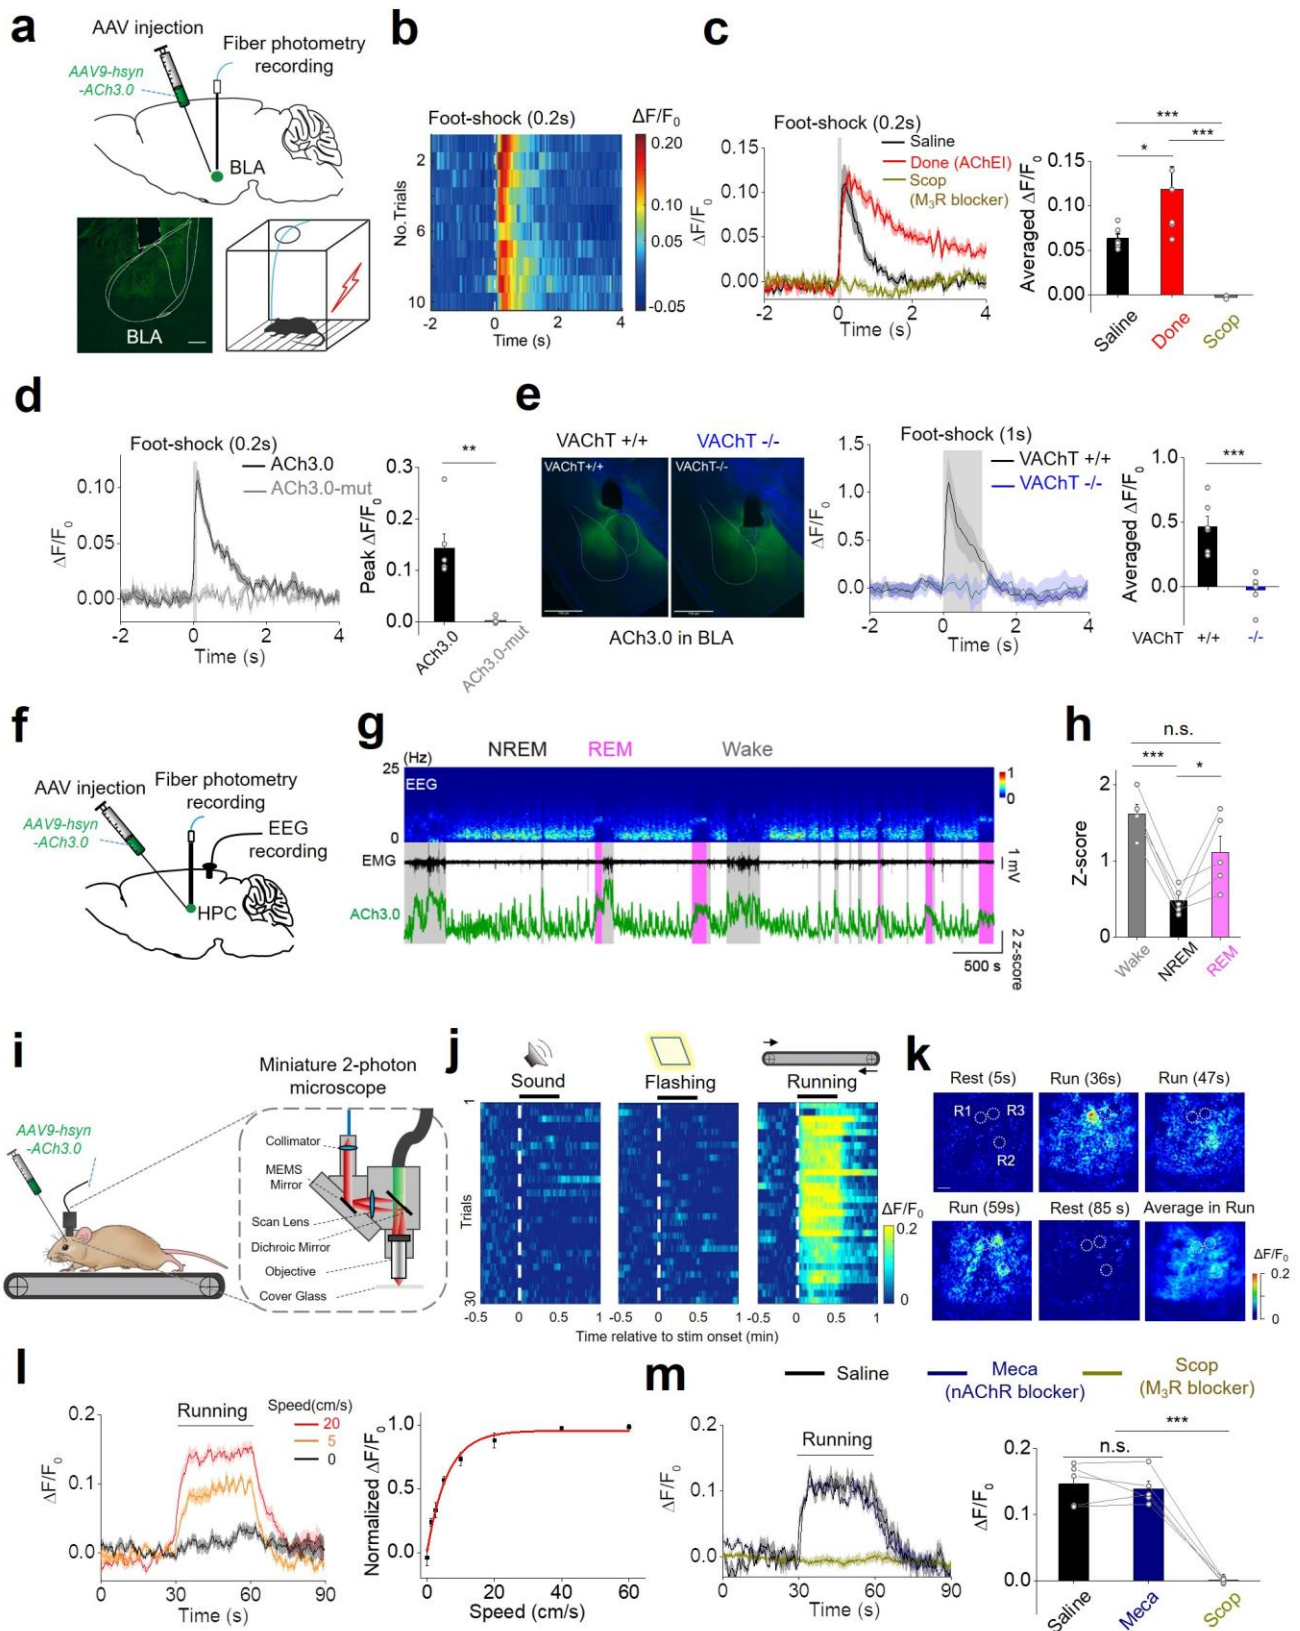 a
AAV injection
AAV9-hsyn
-ACh3.0
Fiber photometry
recording
BLA
BLA
b
Foot-shock (0.2s)
ΔF/F0
No.Trials
2
6
10
-2 0 2 4
Time (s)
0.20
0.10
0.05
-0.05
c
Foot-shock (0.2s)
Saline
Done (AChEI)
Scop
(M3R blocker)
ΔF/F0
0.15
0.10
0.05
0.00
-2 0 2 4
Time (s)
Averaged ΔF/F0
0.15
0.10
0.05
0.00
***
***
*
Saline
Done
Scop
d
Foot-shock (0.2s)
ACh3.0
ACh3.0-mut
ΔF/F0
0.10
0.05
0.00
-2 0 2 4
Time (s)
Peak ΔF/F0
0.3
0.2
0.1
0.0
**
ACh3.0
ACh3.0-mut
e
VAChT +/+
VAChT -/-
VAChT+/+
VAChT-/-
ACh3.0 in BLA
Foot-shock (1s)
VAChT +/+
VAChT -/-
ΔF/F0
1.5
1.0
0.5
0.0
-2 0 2 4
Time (s)
Averaged ΔF/F0
1.0
0.5
0.0
***
VAChT +/+ -/-
f
AAV injection
AAV9-hsyn
-ACh3.0
Fiber photometry
recording
EEG
recording
HPC
g
(Hz)
NREM
REM
Wake
25
0
EEG
1
0
EMG
1 mV
ACh3.0
2 z-score
500 s
h
n.s.
***
*
Z-score
2
1
0
Wake
NREM
REM
i
AAV9-hsyn
-ACh3.0
Miniature 2-photon
microscope
Collimator
MEMS
Mirror
Scan Lens
Dichroic Mirror
Objective
Cover Glass
j
Sound
Flashing
Running
Trials
1
30
-0.5 0 0.5 1
-0.5 0 0.5 1
-0.5 0 0.5 1
Time relative to stim onset (min)
ΔF/F0
0.2
0
k
Rest (5s)
Run (36s)
Run (47s)
R1
R3
R2
Run (59s)
Rest (85 s)
Average in Run
ΔF/F0
0.2
0
l
Running
Speed(cm/s)
20
5
0
ΔF/F0
0.2
0.1
0.0
0 30 60 90
Time (s)
Normalized ΔF/F0
1.0
0.5
0.0
0 20 40 60
Speed (cm/s)
m
Saline
Meca
(nAChR blocker)
Scop
(M3R blocker)
Running
ΔF/F0
0.2
0.1
0.0
0 30 60 90
Time (s)
ΔF/F0
0.2
0.1
0.0
***
n.s.
Saline
Meca
Scop